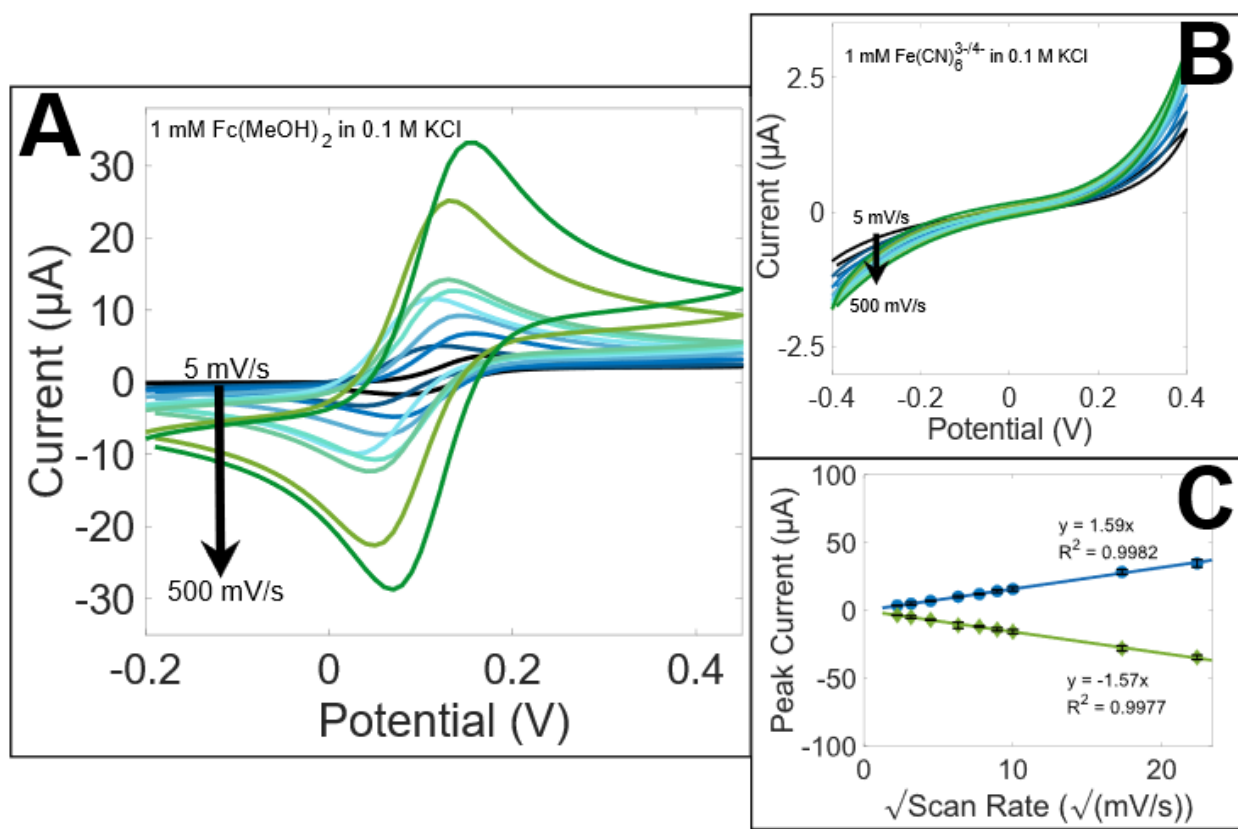 A
1 mM Fc(MeOH)2 in 0.1 M KCl
30
20
10
0
-10
-20
-30
5 mV/s
500 mV/s
Current (µA)
-0.2
0
0.2
0.4
Potential (V)
B
1 mM Fe(CN)6 3-/4- in 0.1 M KCl
2.5
0
-2.5
5 mV/s
500 mV/s
Current (µA)
-0.4
-0.2
0
0.2
0.4
Potential (V)
C
100
50
0
-50
-100
y = 1.59x
R2 = 0.9982
y = -1.57x
R2 = 0.9977
Peak Current (µA)
0
10
20
√Scan Rate (√(mV/s))